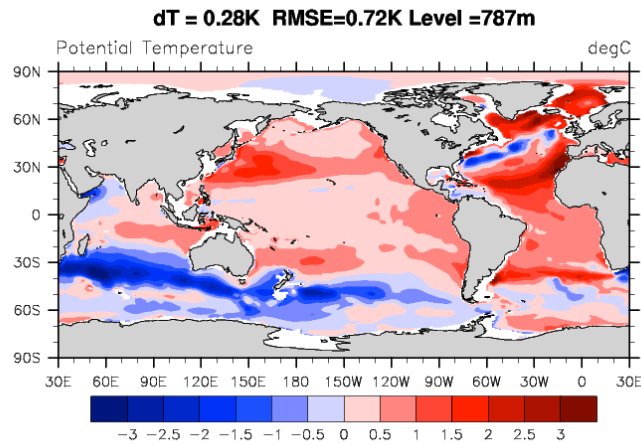 dT = 0.28K RMSE=0.72K Level =787m
Potential Temperature degC
90N
60N
30N
0
30S
60S
90S
30E 60E 90E 120E 150E 180 150W 120W 90W 60W 30W 0 30E
-3 -2.5 -2 -1.5 -1 -0.5 0 0.5 1 1.5 2 2.5 3